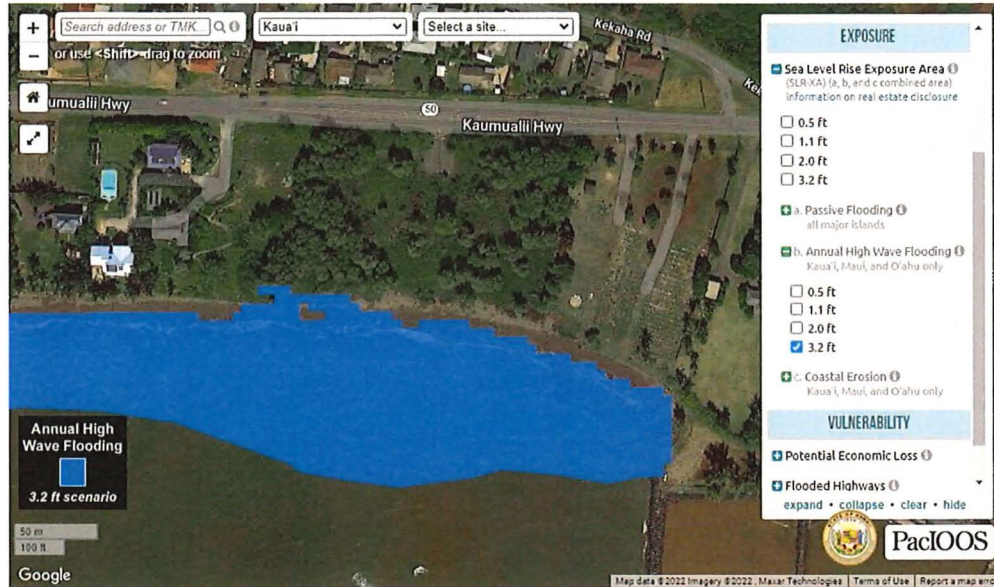 +
Search address or TMK...
Kaua'i
Select a site...
−
or use <Shift>+drag to zoom
Kekaha Rd
umualii Hwy
50
Kaumualii Hwy
EXPOSURE
Sea Level Rise Exposure Area
(SLR-XA) (a, b, and c combined area)
information on real estate disclosure
0.5 ft
1.1 ft
2.0 ft
3.2 ft
a. Passive Flooding
all major islands
b. Annual High Wave Flooding
Kaua'i, Maui, and O'ahu only
0.5 ft
1.1 ft
2.0 ft
3.2 ft
c. Coastal Erosion
Kaua'i, Maui, and O'ahu only
VULNERABILITY
Potential Economic Loss
Flooded Highways
expand • collapse • clear • hide
Annual High
Wave Flooding
3.2 ft scenario
50 m
100 ft
Google
PacIOOS
Map data ©2022 Imagery ©2022 , Maxar Technologies
Terms of Use
Report a map erro